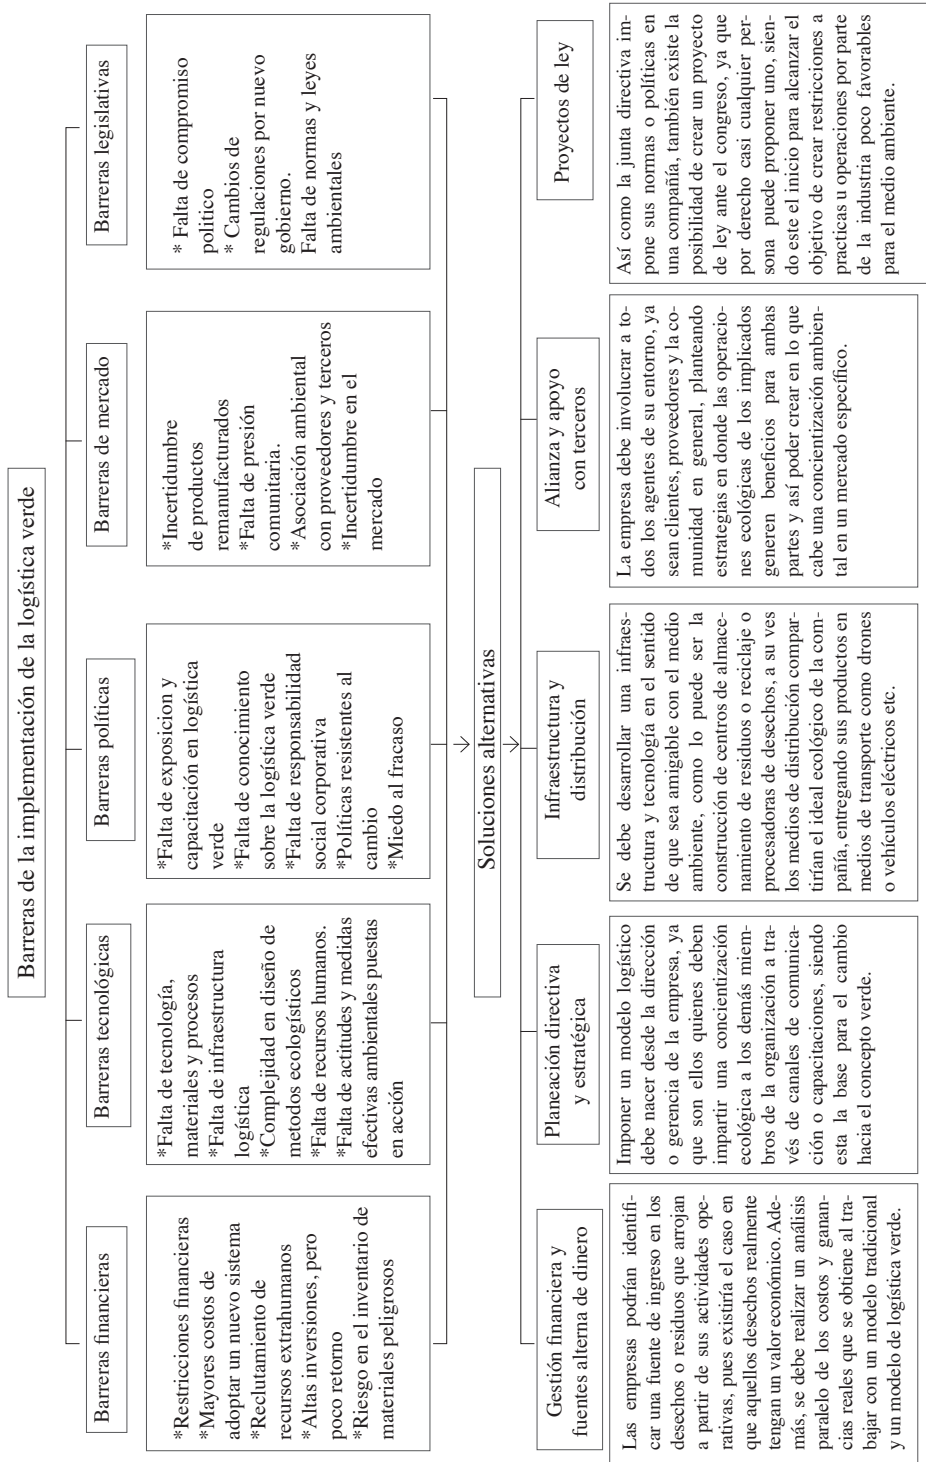 Barreras de la implementación de la logística verde
Barreras financieras
*Restricciones financieras
*Mayores costos de
adoptar un nuevo sistema
*Reclutamiento de
recursos extrahumanos
*Altas inversiones, pero
poco retorno
*Riesgo en el inventario de
materiales peligrosos
Barreras tecnológicas
*Falta de tecnología,
materiales y procesos
*Falta de infraestructura
logística
*Complejidad en diseño de
metodos ecologísticos
*Falta de recursos humanos.
*Falta de actitudes y medidas
efectivas ambientales puestas
en acción
Barreras políticas
*Falta de exposicion y
capacitación en logística
verde
*Falta de conocimiento
sobre la logística verde
*Falta de responsabilidad
social corporativa
*Políticas resistentes al
cambio
*Miedo al fracaso
Barreras de mercado
*Incertidumbre
de productos
remanufacturados
*Falta de presión
comunitaria.
*Asociación ambiental
con proveedores y terceros
*Incertidumbre en el
mercado
Barreras legislativas
* Falta de compromiso
politico
* Cambios de
regulaciones por nuevo
gobierno.
Falta de normas y leyes
ambientales
Soluciones alternativas
Gestión financiera y
fuentes alterna de dinero
Las empresas podrían identifi-
car una fuente de ingreso en los
desechos o residuos que arrojan
a partir de sus actividades ope-
rativas, pues existiría el caso en
que aquellos desechos realmente
tengan un valor económico. Ade-
más, se debe realizar un análisis
paralelo de los costos y ganan-
cias reales que se obtiene al tra-
bajar con un modelo tradicional
y un modelo de logística verde.
Planeación directiva
y estratégica
Imponer un modelo logístico
debe nacer desde la dirección
o gerencia de la empresa, ya
que son ellos quienes deben
impartir una concientización
ecológica a los demás miem-
bros de la organización a tra-
vés de canales de comunica-
ción o capacitaciones, siendo
esta la base para el cambio
hacia el concepto verde.
Infraestructura y
distribución
Se debe desarrollar una infraes-
tructura y tecnología en el sentido
de que sea amigable con el medio
ambiente, como lo puede ser la
construcción de centros de almace-
namiento de residuos o reciclaje o
procesadoras de desechos, a su ves
los medios de distribución compar-
tirían el ideal ecológico de la com-
pañía, entregando sus productos en
medios de transporte como drones
o vehículos eléctricos etc.
Alianza y apoyo
con terceros
La empresa debe involucrar a to-
dos los agentes de su entorno, ya
sean clientes, proveedores y la co-
munidad en general, planteando
estrategias en donde las operacio-
nes ecológicas de los implicados
generen beneficios para ambas
partes y así poder crear en lo que
cabe una concientización ambien-
tal en un mercado específico.
Proyectos de ley
Así como la junta directiva im-
pone sus normas o políticas en
una compañía, también existe la
posibilidad de crear un proyecto
de ley ante el congreso, ya que
por derecho casi cualquier per-
sona puede proponer uno, sien-
do este el inicio para alcanzar el
objetivo de crear restricciones a
practicas u operaciones por parte
de la industria poco favorables
para el medio ambiente.